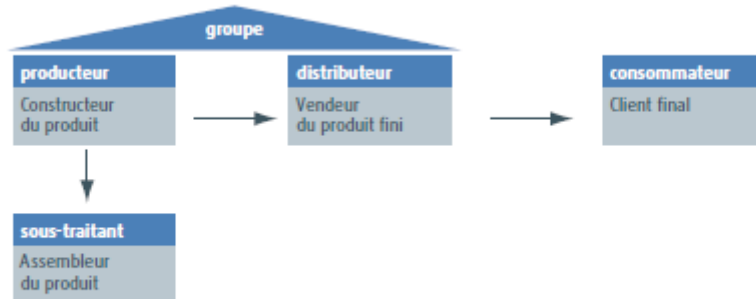 groupe
producteur
Constructeur
du produit
distributeur
Vendeur
du produit fini
consommateur
Client final
sous-traitant
Assembleur
du produit